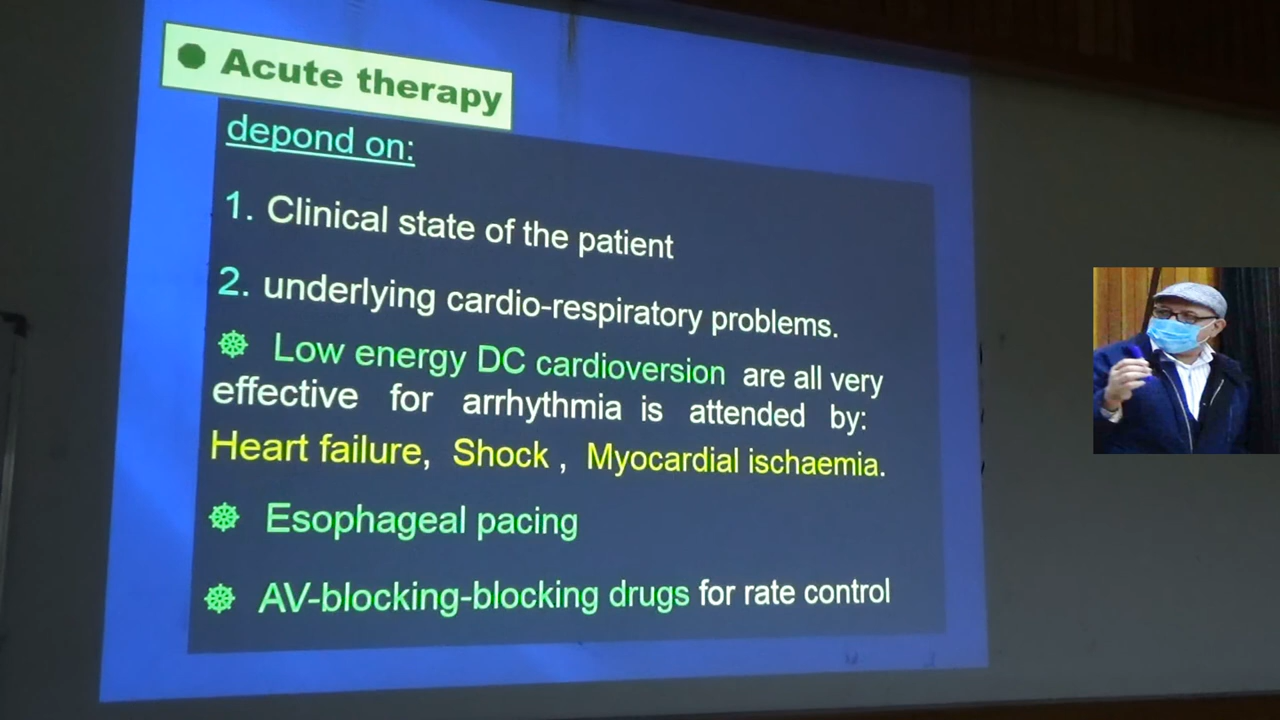 Acute therapy
depond on:
1. Clinical state of the patient
2. underlying cardio-respiratory problems.
Low energy DC cardioversion are all very
effective for arrhythmia is attended by:
Heart failure, Shock , Myocardial ischaemia.
Esophageal pacing
AV-blocking-blocking drugs for rate control